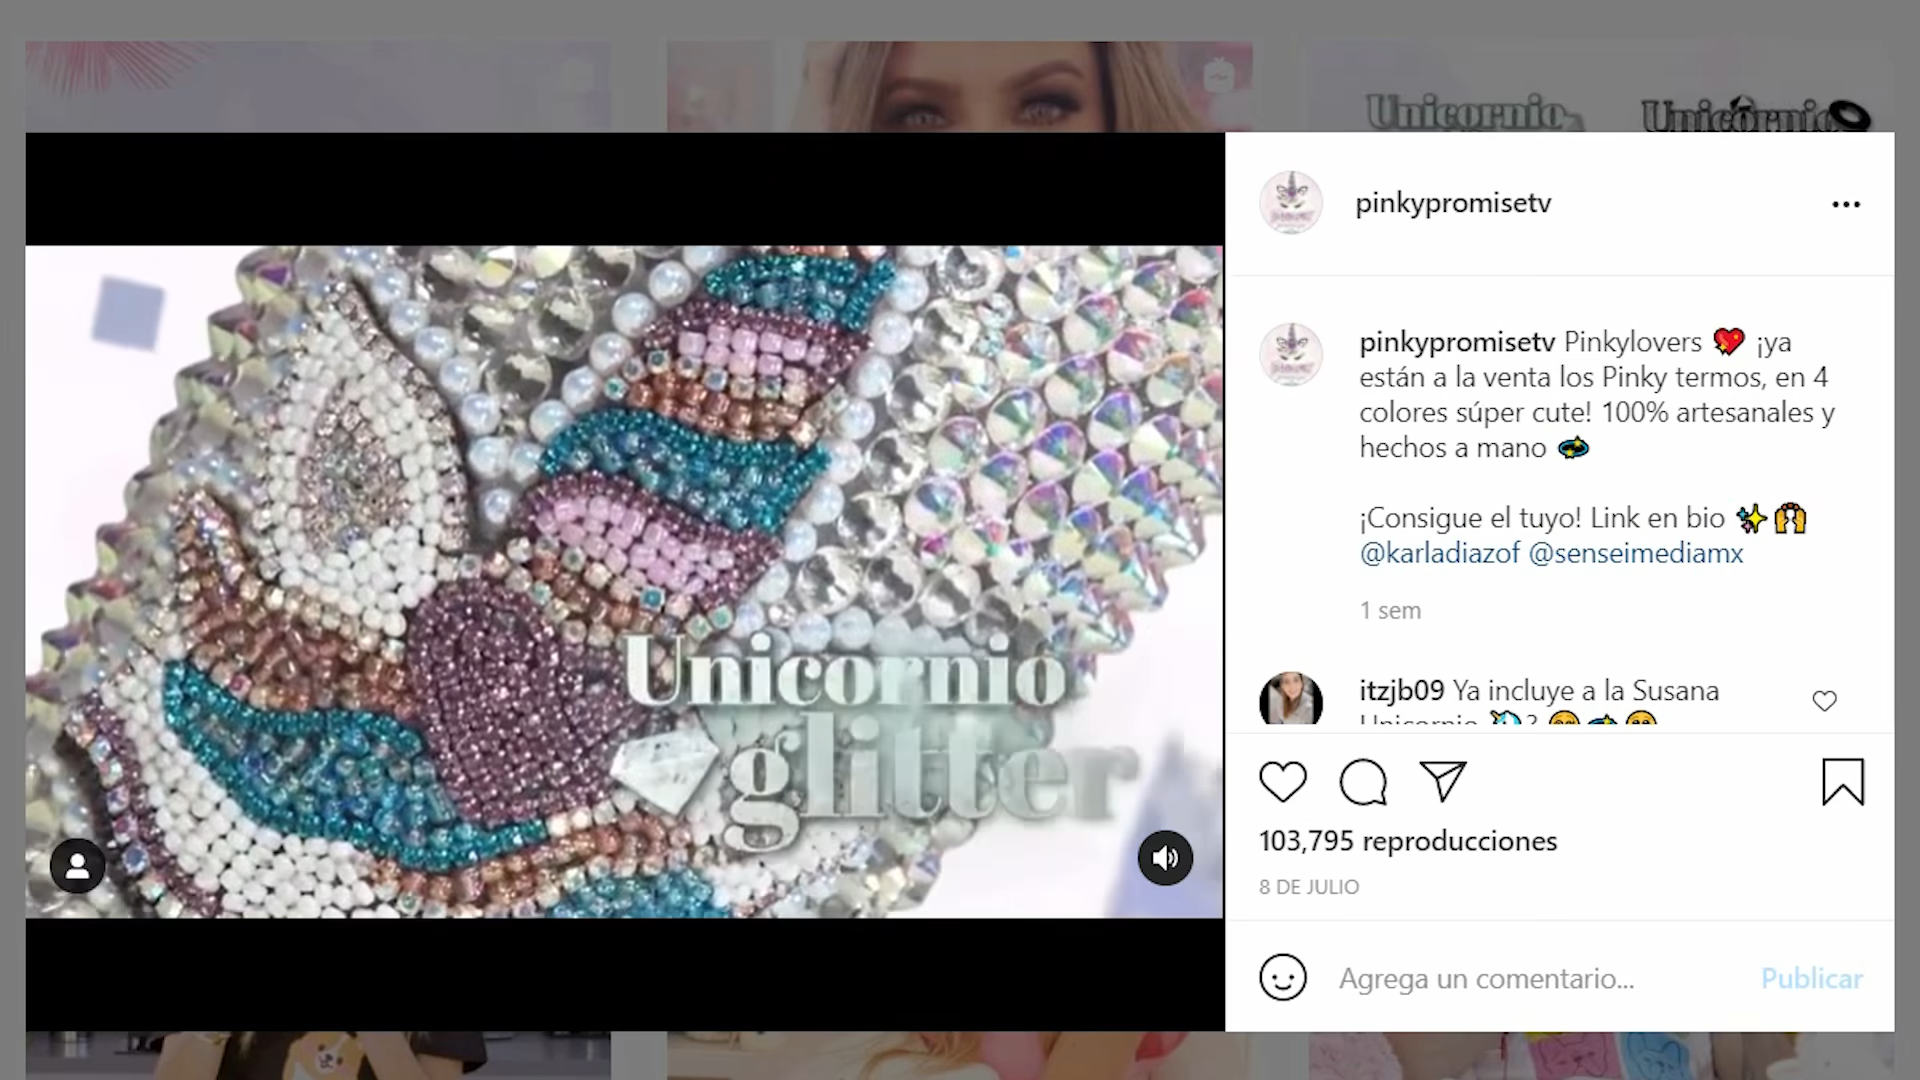 Unicornio
Unicornio
pinkypromisetv
pinkypromisetv Pinkylovers 💖 ¡ya
están a la venta los Pinky termos, en 4
colores súper cute! 100% artesanales y
hechos a mano 💫
¡Consigue el tuyo! Link en bio ✨🙌
@karladiazof @senseimediamx
1 sem
itzjb09 Ya incluye a la Susana
Unicornio 🦄?
Unicornio
glitter
103,795 reproducciones
8 DE JULIO
Agrega un comentario...
Publicar